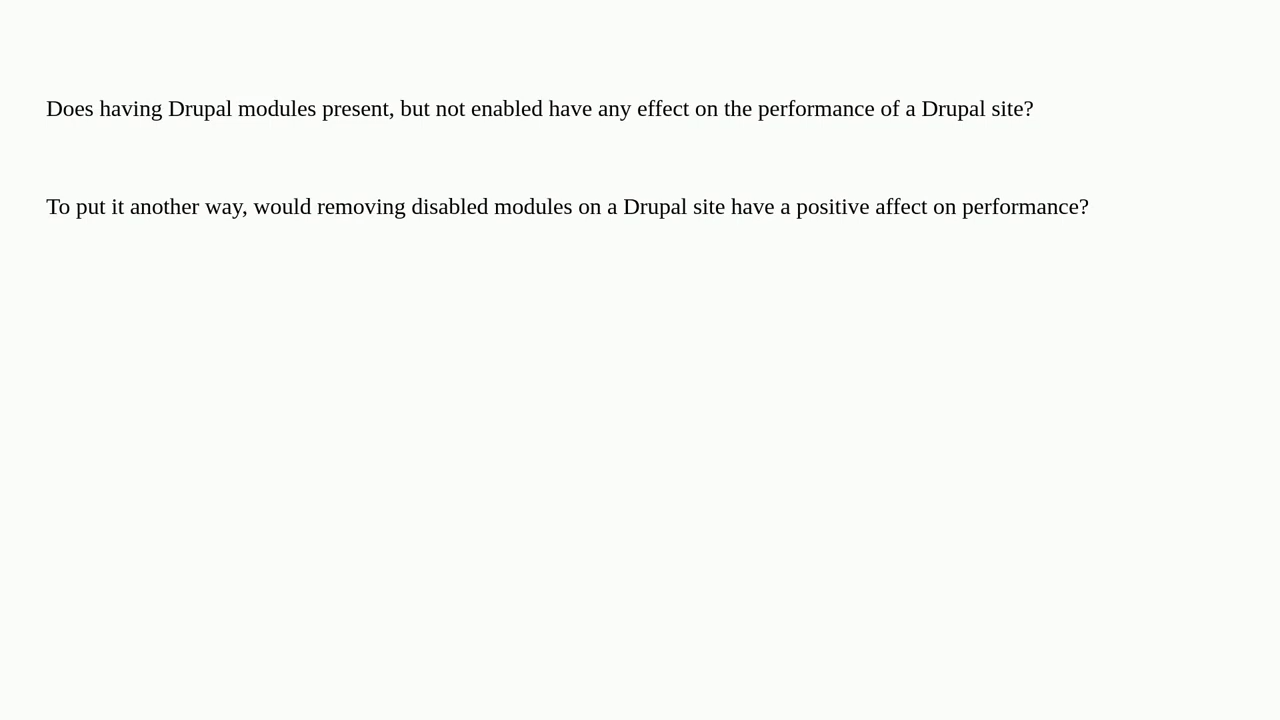 Does having Drupal modules present, but not enabled have any effect on the performance of a Drupal site?
To put it another way, would removing disabled modules on a Drupal site have a positive affect on performance?